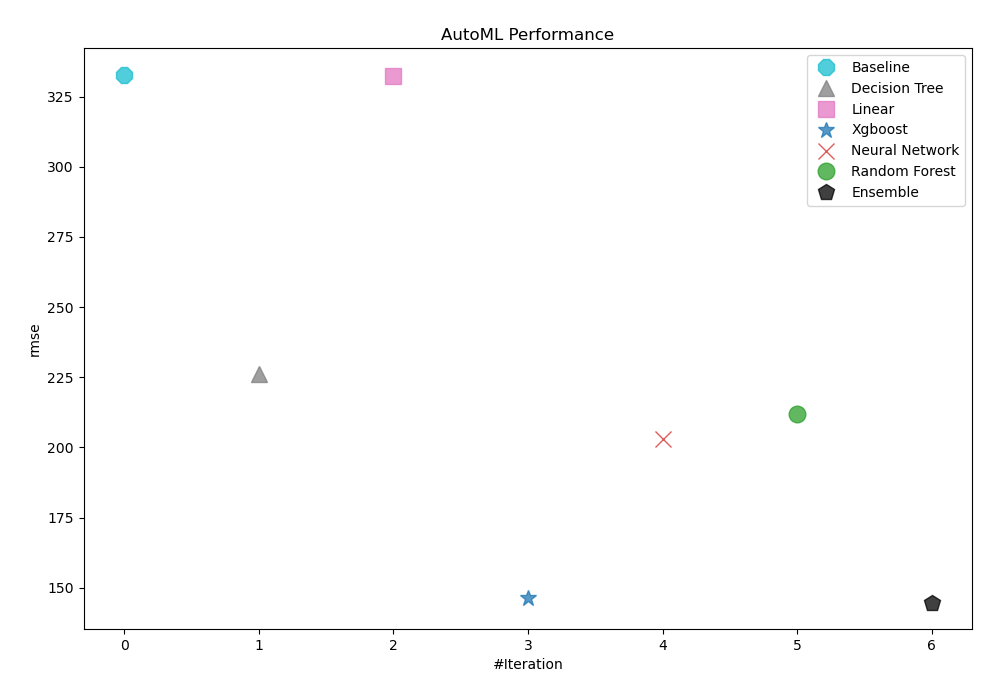 AutoML Performance
rmse
325
300
275
250
225
200
175
150
0 1 2 3 4 5 6
#Iteration
Baseline
Decision Tree
Linear
Xgboost
Neural Network
Random Forest
Ensemble